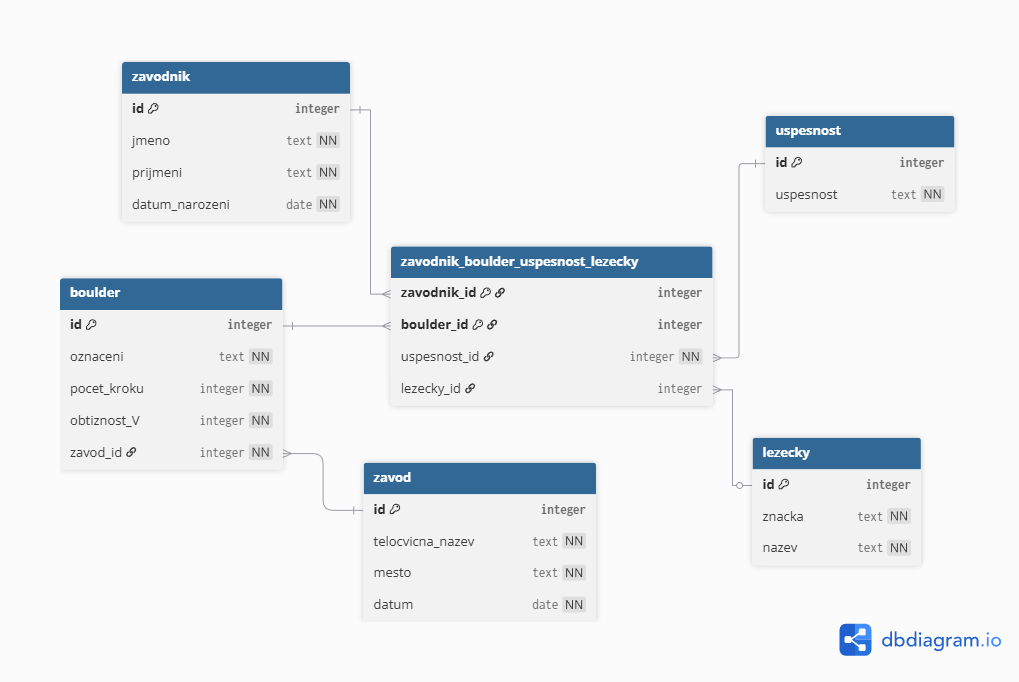 zavodnik
id integer
jmeno text NN
prijmeni text NN
datum_narozeni date NN
uspesnost
id integer
uspesnost text NN
zavodnik_boulder_uspesnost_lezecky
zavodnik_id integer
boulder_id integer
uspesnost_id integer NN
lezecky_id integer
boulder
id integer
oznaceni text NN
pocet_kroku integer NN
obtiznost_V integer NN
zavod_id integer NN
zavod
id integer
telocvicna_nazev text NN
mesto text NN
datum date NN
lezecky
id integer
znacka text NN
nazev text NN
dbdiagram.io